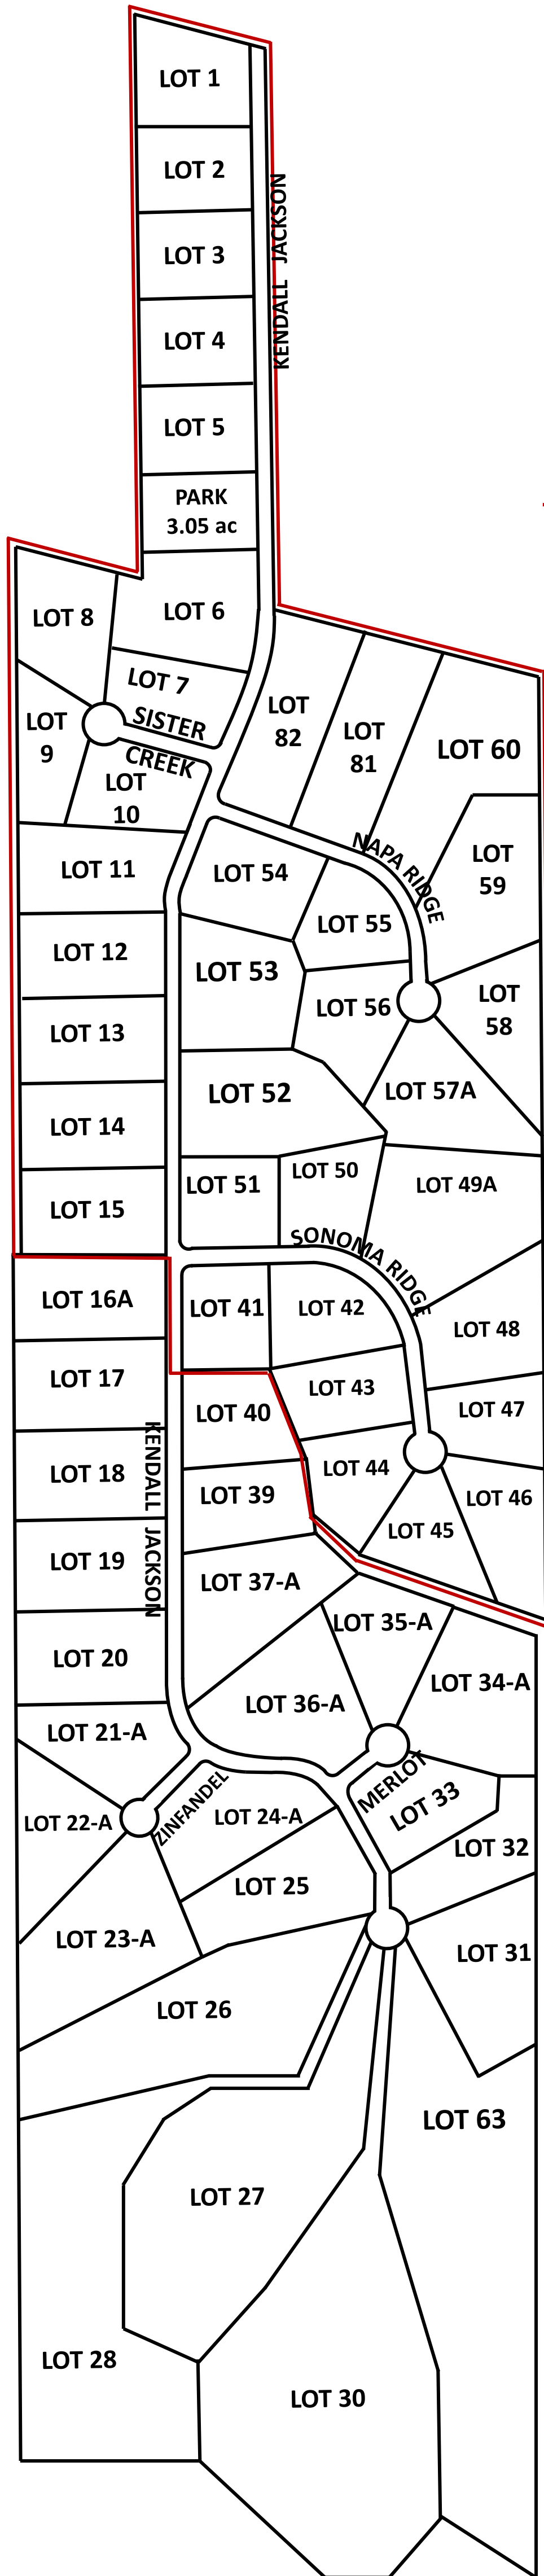 LOT 1
LOT 2
KENDALL JACKSON
LOT 3
LOT 4
LOT 5
PARK
3.05 ac
LOT 6
LOT 8
LOT 7
SISTER
CREEK
LOT
9
LOT
10
LOT
82
LOT
81
LOT 60
LOT 11
LOT 54
NAPA RIDGE
LOT
59
LOT 55
LOT 12
LOT 53
LOT 56
LOT
58
LOT 13
LOT 52
LOT 57A
LOT 14
LOT 51
LOT 50
LOT 49A
LOT 15
SONOMA RIDGE
LOT 16A
LOT 41
LOT 42
LOT 48
LOT 17
LOT 40
LOT 43
LOT 47
KENDALL JACKSON
LOT 18
LOT 39
LOT 44
LOT 46
LOT 19
LOT 45
LOT 37-A
LOT 20
LOT 35-A
LOT 36-A
LOT 34-A
LOT 21-A
MERLOT
LOT 33
LOT 22-A
ZINFANDEL
LOT 24-A
LOT 32
LOT 25
LOT 23-A
LOT 31
LOT 26
LOT 63
LOT 27
LOT 28
LOT 30